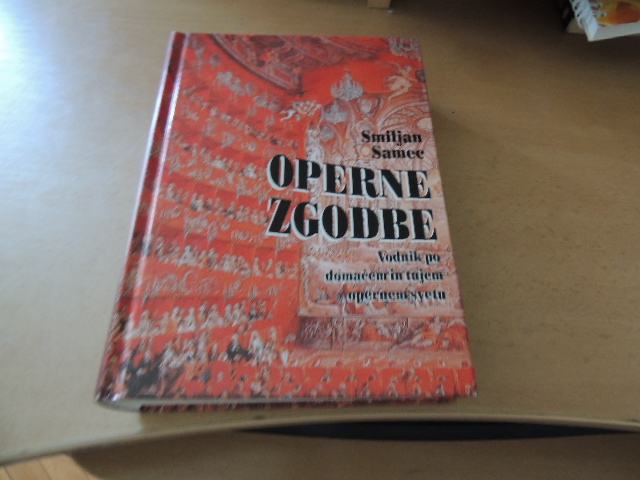 Smiljan
Samec
OPERNE
ZGODBE
Vodnik po
domačem in tujem
opernem svetu